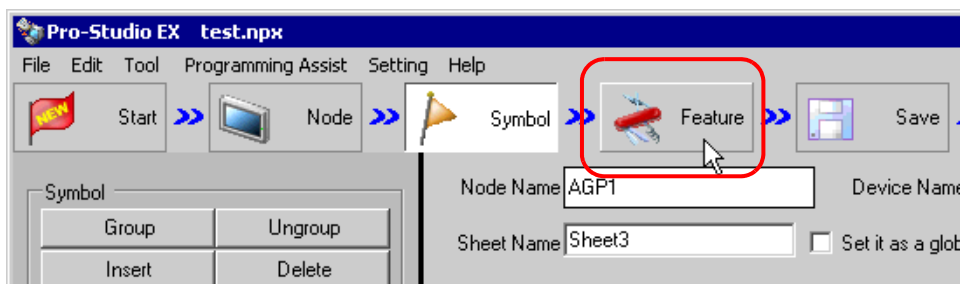 Pro-Studio EX test.npx
File Edit Tool Programming Assist Setting Help
NEW Start Node Symbol Feature Save
Symbol
Node Name AGP1 Device Name
Group Ungroup
Sheet Name Sheet3 Set it as a glob
Insert Delete